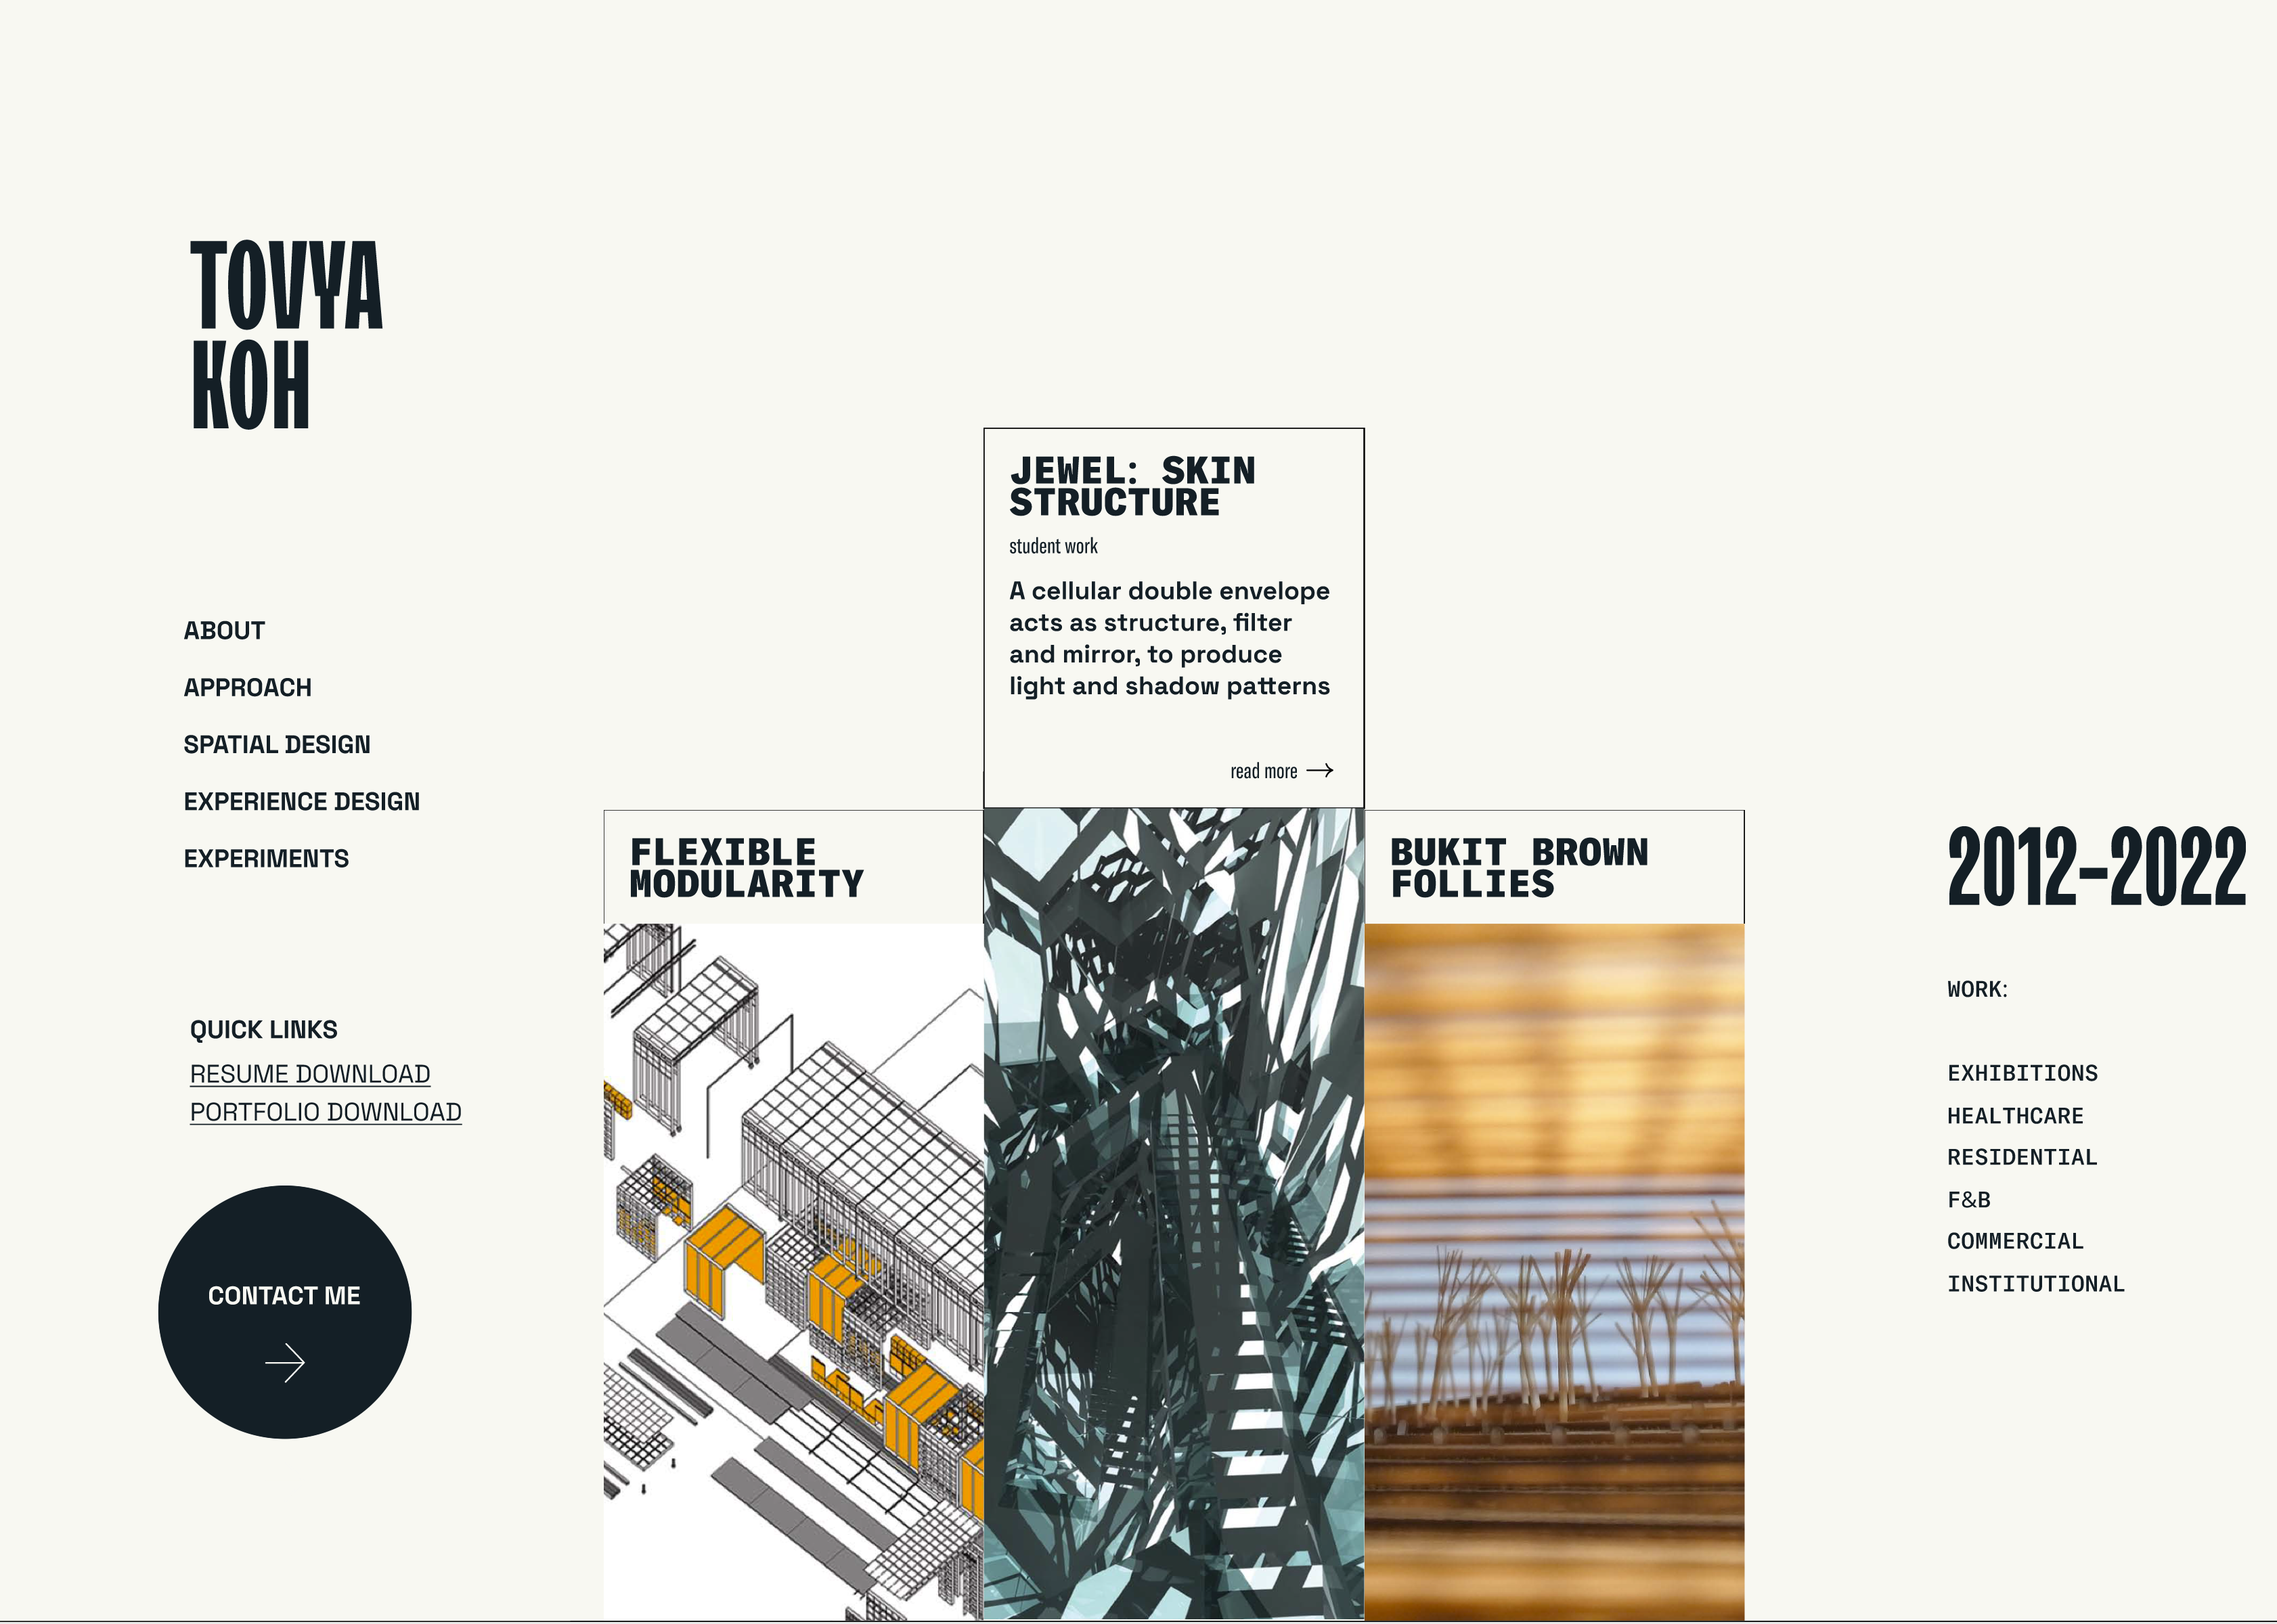 TOVYA
KOH
ABOUT
APPROACH
SPATIAL DESIGN
EXPERIENCE DESIGN
EXPERIMENTS
QUICK LINKS
RESUME DOWNLOAD
PORTFOLIO DOWNLOAD
CONTACT ME
FLEXIBLE
MODULARITY
JEWEL: SKIN
STRUCTURE
student work
A cellular double envelope
acts as structure, filter
and mirror, to produce
light and shadow patterns
read more
BUKIT BROWN
FOLLIES
2012-2022
WORK:
EXHIBITIONS
HEALTHCARE
RESIDENTIAL
F&B
COMMERCIAL
INSTITUTIONAL